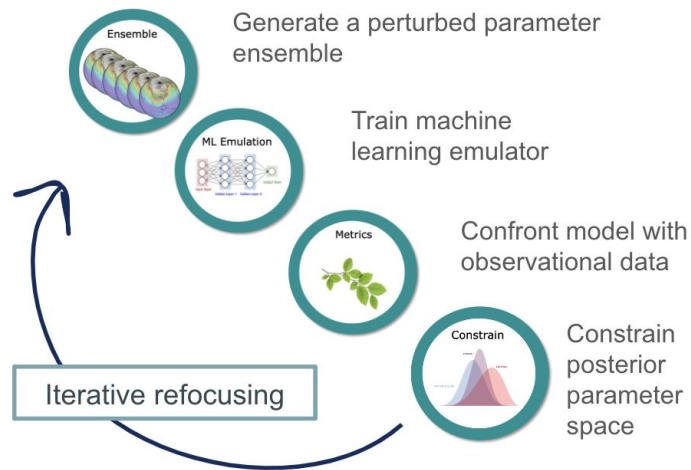 Ensemble
Generate a perturbed parameter
ensemble
ML Emulation
Train machine
learning emulator
Metrics
Confront model with
observational data
Constrain
Constrain
posterior
parameter
space
Iterative refocusing